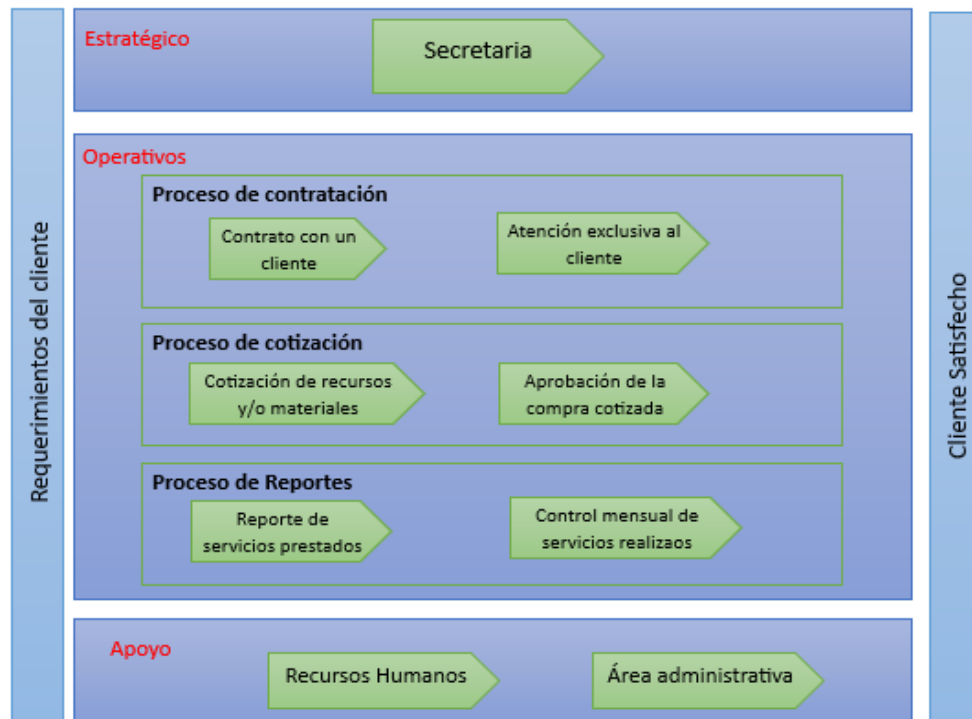 Requerimientos del cliente
Estratégico
Secretaria
Operativos
Proceso de contratación
Contrato con un
cliente
Atención exclusiva al
cliente
Proceso de cotización
Cotización de recursos
y/o materiales
Aprobación de la
compra cotizada
Proceso de Reportes
Reporte de
servicios prestados
Control mensual de
servicios realizaos
Apoyo
Recursos Humanos
Área administrativa
Cliente Satisfecho